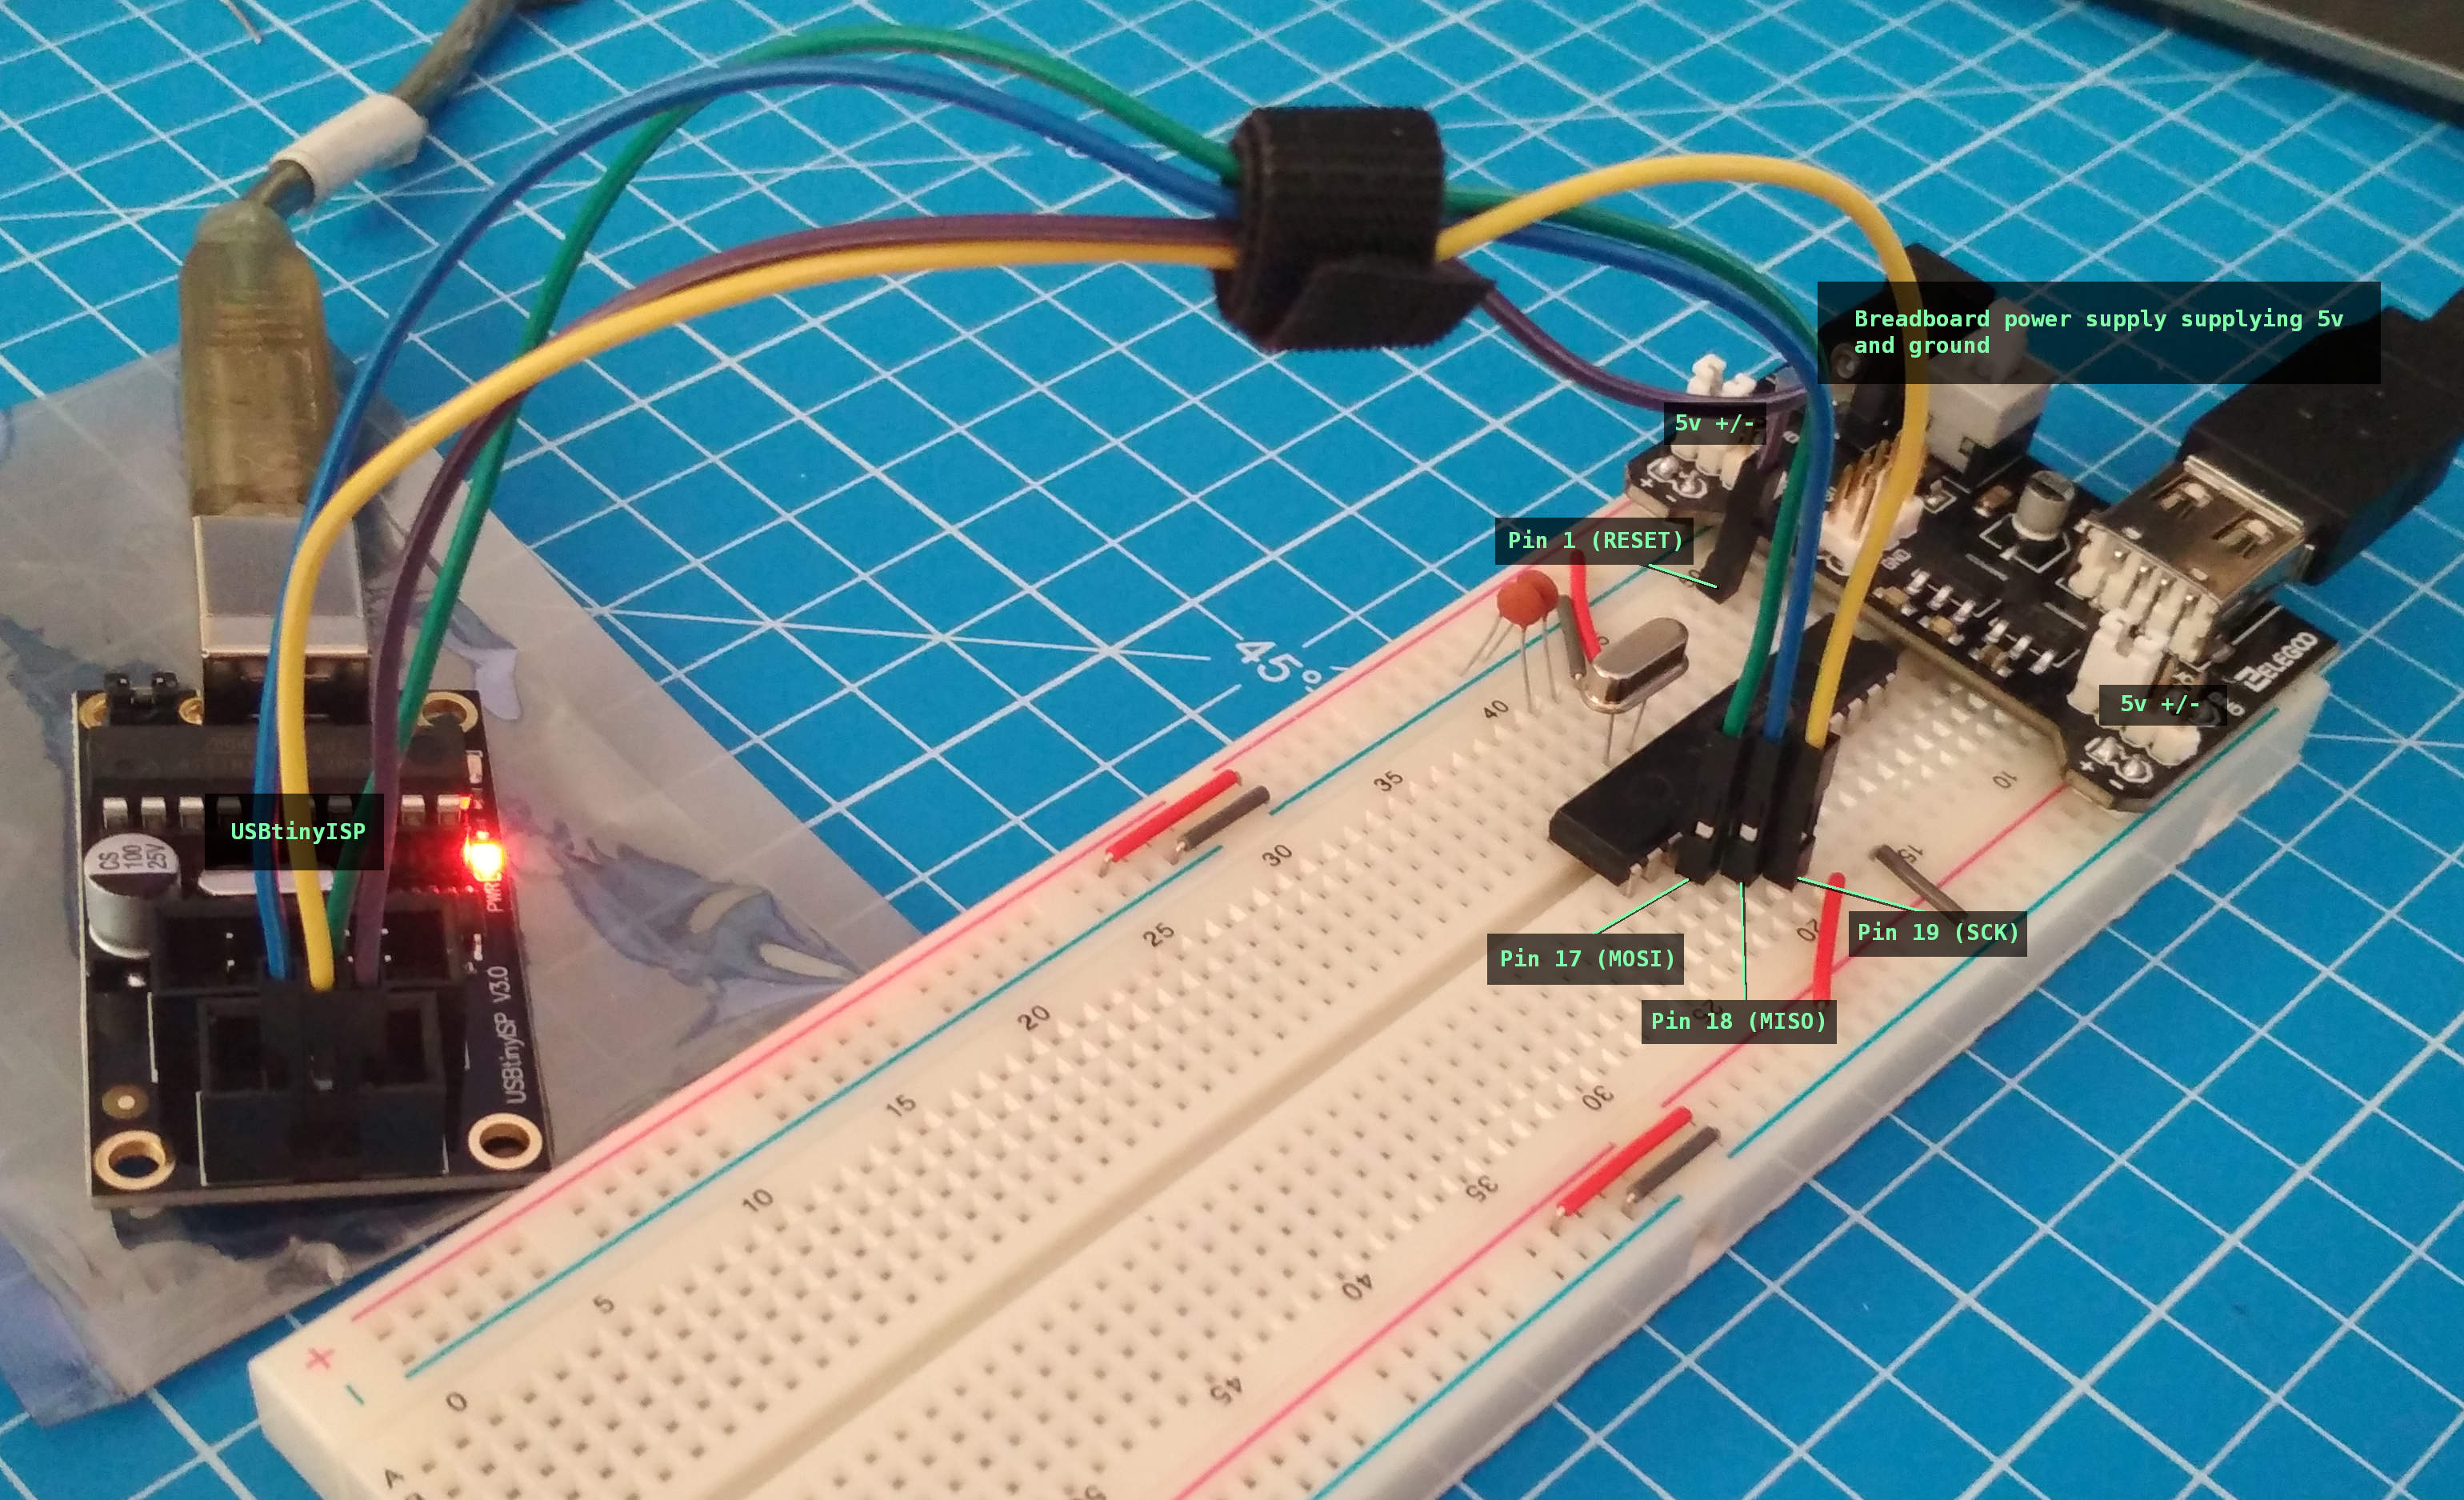 Breadboard power supply supplying 5v
and ground
5v +/-
Pin 1 (RESET)
45°
ELEGOO
5v +/-
GND
+ -
+ -
USBtinyISP
CS
100
25V
PWR
USBtinyISP V3.0
Pin 17 (MOSI)
Pin 19 (SCK)
Pin 18 (MISO)
40
35
30
25
20
15
10
5
0
A
+
-
10
15
20
25
30
35
40
45